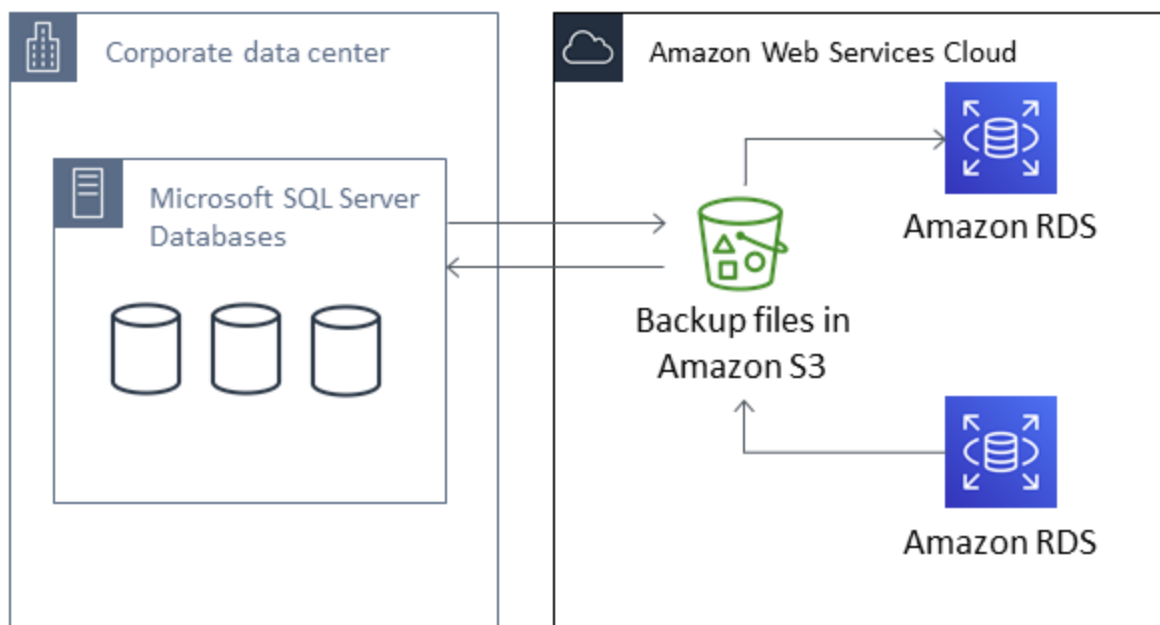 Corporate data center
Amazon Web Services Cloud
Microsoft SQL Server
Databases
Amazon RDS
Backup files in
Amazon S3
Amazon RDS